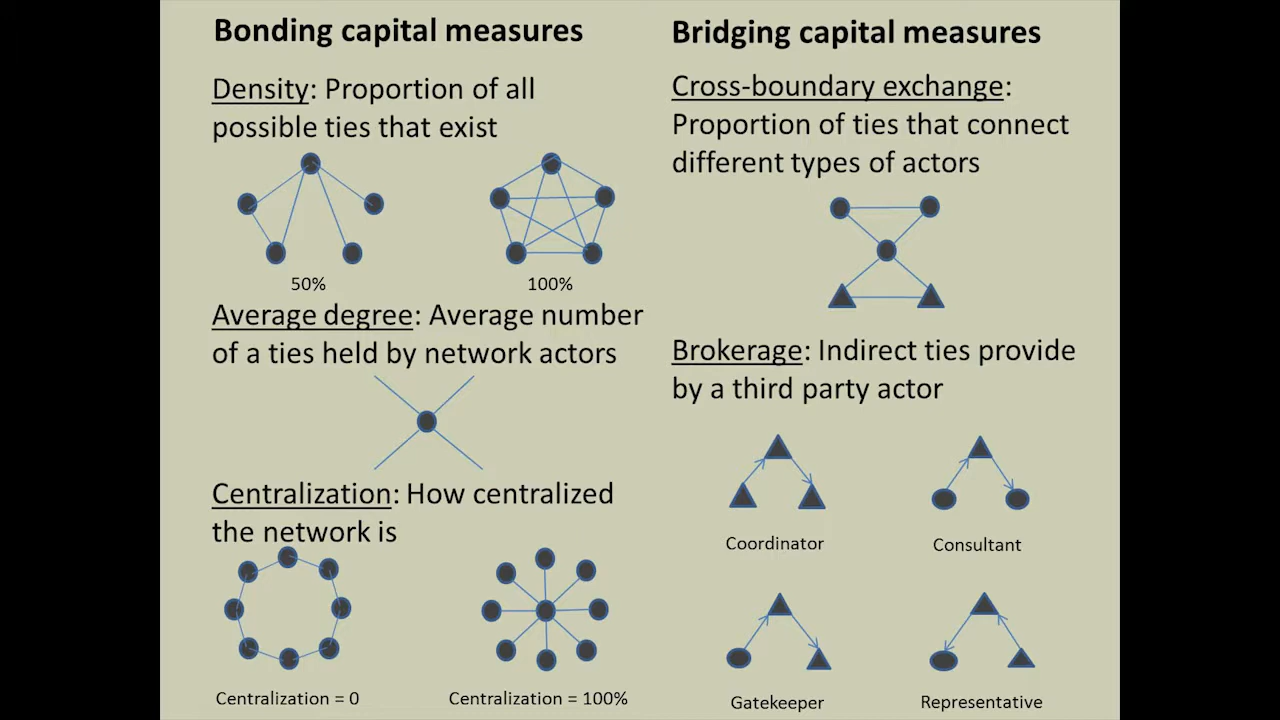 Bonding capital measures
Density: Proportion of all
possible ties that exist
50%
100%
Average degree: Average number
of a ties held by network actors
Centralization: How centralized
the network is
Centralization = 0
Centralization = 100%
Bridging capital measures
Cross-boundary exchange:
Proportion of ties that connect
different types of actors
Brokerage: Indirect ties provide
by a third party actor
Coordinator
Consultant
Gatekeeper
Representative